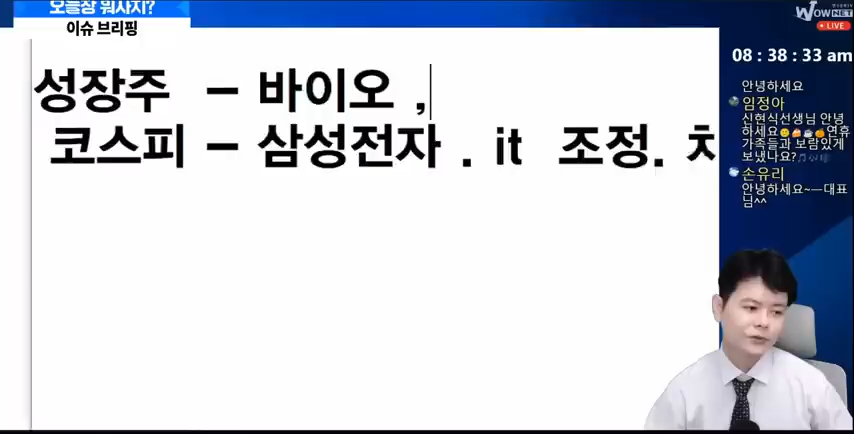 오늘장 뭐사지?
이슈 브리핑
WOWNET
LIVE
08 : 38 : 33 am
성장주 – 바이오 ,
코스피 – 삼성전자 . it 조정.
안녕하세요
임정아
신현식선생님 안녕
하세요😊🍰☕🍊연휴
가족들과 보람있게
보냈나요?🎵🎶
손유리
안녕하세요~—대표
님^^